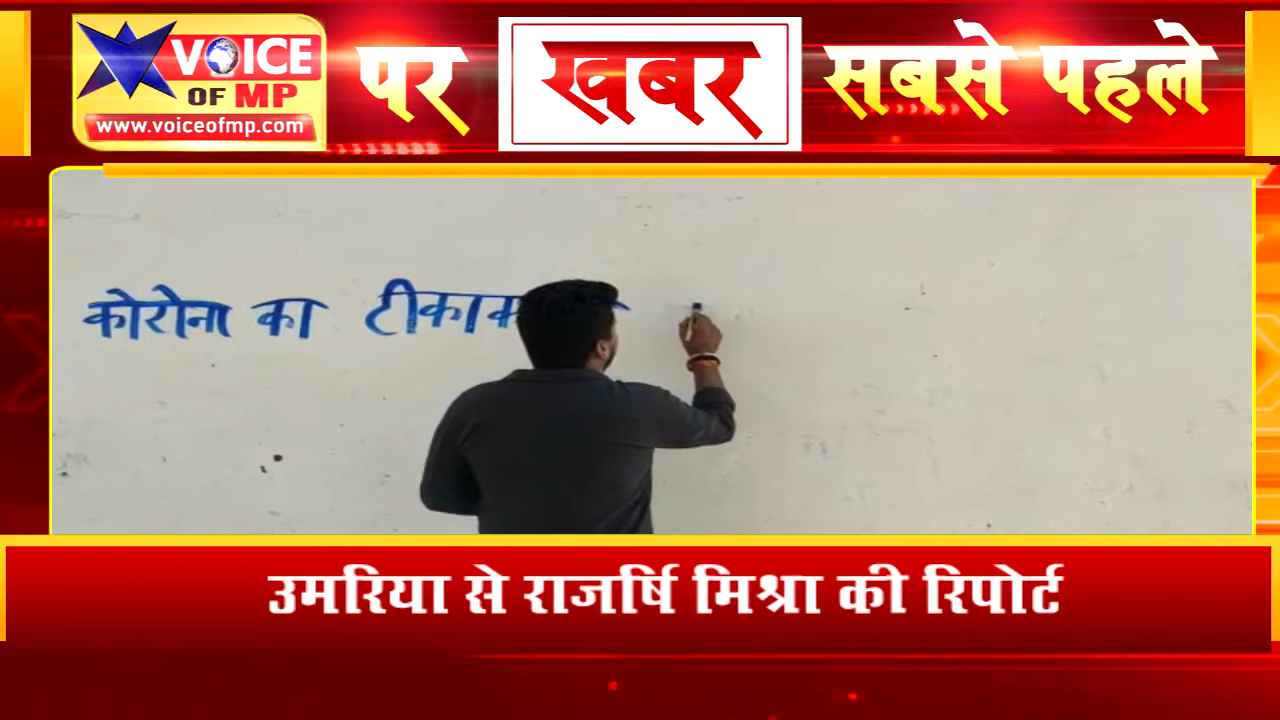 VOICE OF MP
www.voiceofmp.com
पर खबर सबसे पहले
कोरोना का
उमरिया से राजर्षि मिश्रा की रिपोर्ट